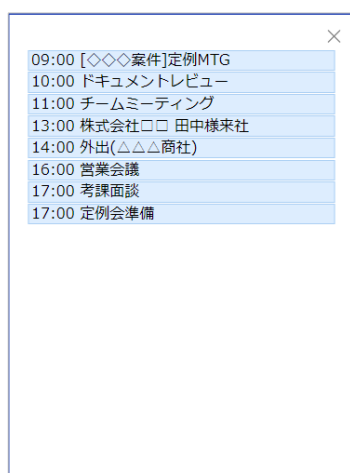 09:00 [◇◇◇案件]定例MTG
10:00 ドキュメントレビュー
11:00 チームミーティング
13:00 株式会社□□ 田中様来社
14:00 外出(△△△商社)
16:00 営業会議
17:00 考課面談
17:00 定例会準備